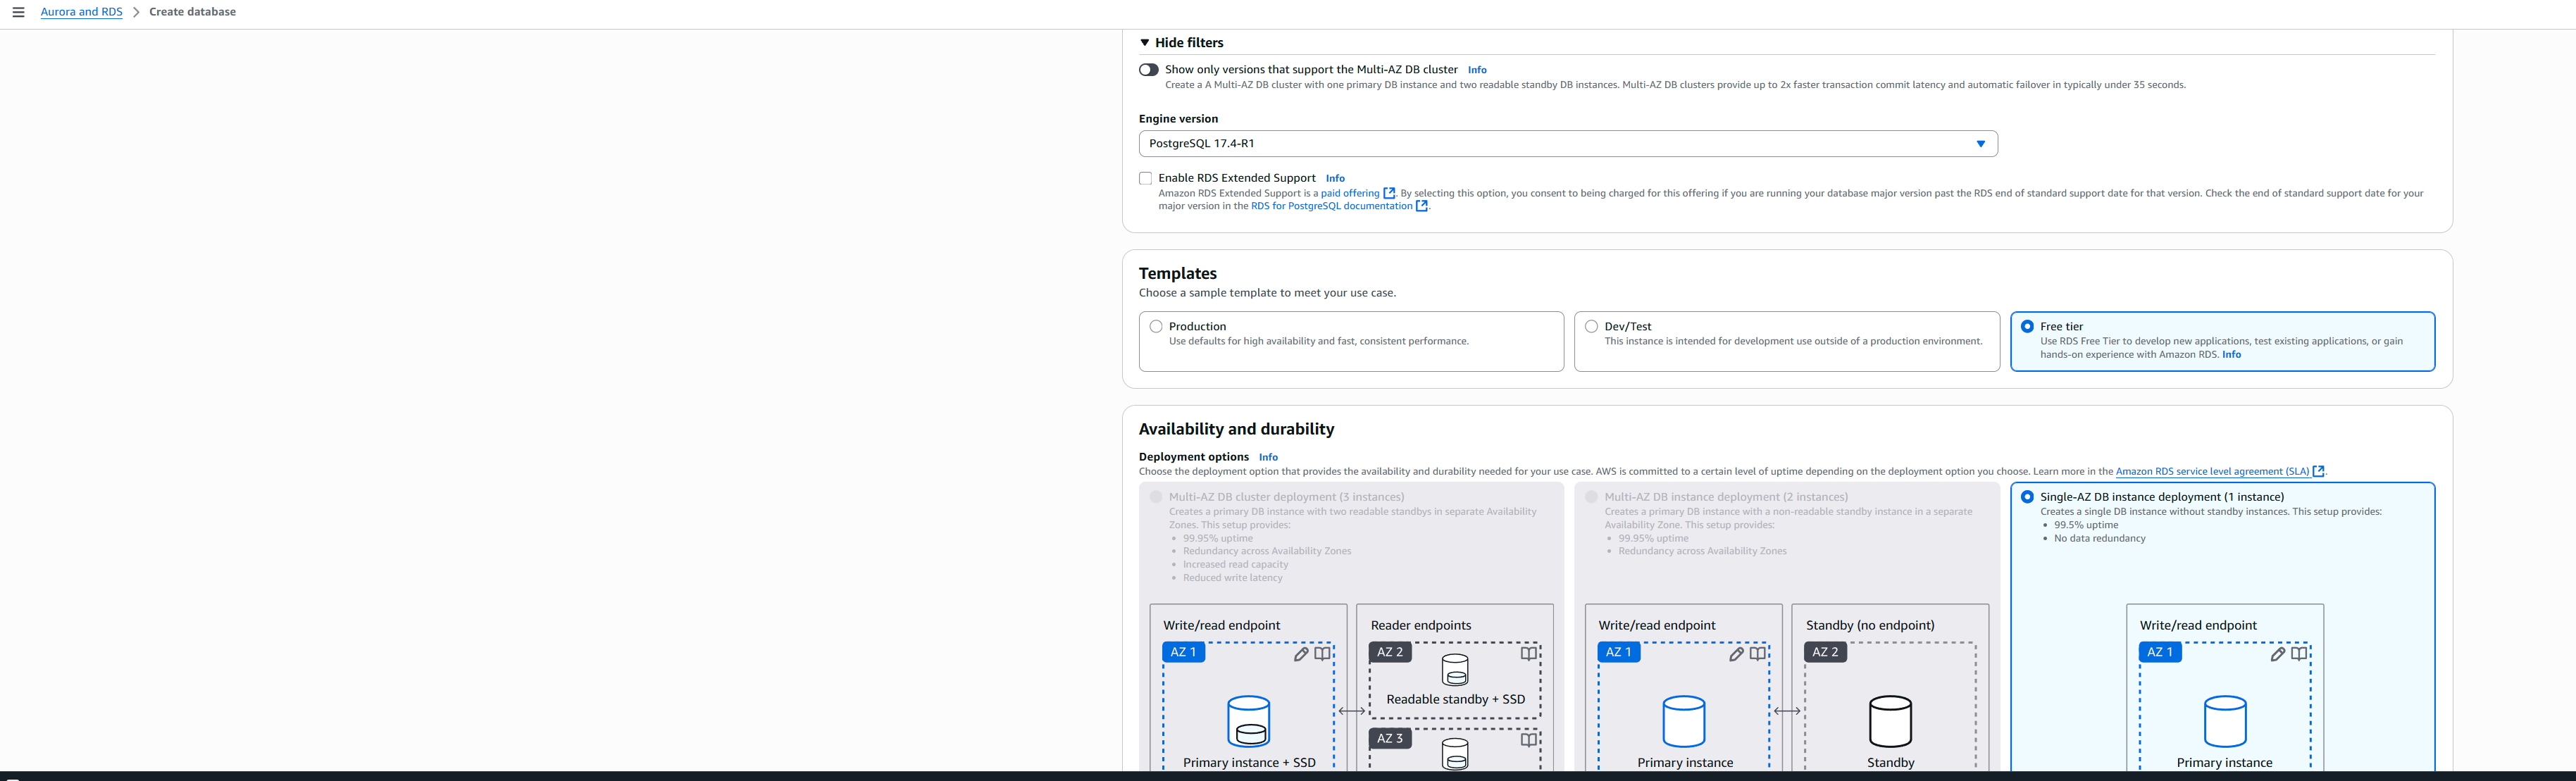 Aurora and RDS > Create database
Hide filters
Show only versions that support the Multi-AZ DB cluster Info
Create a A Multi-AZ DB cluster with one primary DB instance and two readable standby DB instances. Multi-AZ DB clusters provide up to 2x faster transaction commit latency and automatic failover in typically under 35 seconds.
Engine version
PostgreSQL 17.4-R1
Enable RDS Extended Support Info
Amazon RDS Extended Support is a paid offering. By selecting this option, you consent to being charged for this offering if you are running your database major version past the RDS end of standard support date for that version. Check the end of standard support date for your
major version in the RDS for PostgreSQL documentation.
Templates
Choose a sample template to meet your use case.
Production
Use defaults for high availability and fast, consistent performance.
Dev/Test
This instance is intended for development use outside of a production environment.
Free tier
Use RDS Free Tier to develop new applications, test existing applications, or gain
hands-on experience with Amazon RDS. Info
Availability and durability
Deployment options Info
Choose the deployment option that provides the availability and durability needed for your use case. AWS is committed to a certain level of uptime depending on the deployment option you choose. Learn more in the Amazon RDS service level agreement (SLA).
Multi-AZ DB cluster deployment (3 instances)
Creates a primary DB instance with two readable standbys in separate Availability
Zones. This setup provides:
• 99.95% uptime
• Redundancy across Availability Zones
• Increased read capacity
• Reduced write latency
Write/read endpoint
AZ 1
Primary instance + SSD
Reader endpoints
AZ 2
Readable standby + SSD
AZ 3
Multi-AZ DB instance deployment (2 instances)
Creates a primary DB instance with a non-readable standby instance in a separate
Availability Zone. This setup provides:
• 99.95% uptime
• Redundancy across Availability Zones
Write/read endpoint
AZ 1
Primary instance
Standby (no endpoint)
AZ 2
Standby
Single-AZ DB instance deployment (1 instance)
Creates a single DB instance without standby instances. This setup provides:
• 99.5% uptime
• No data redundancy
Write/read endpoint
AZ 1
Primary instance